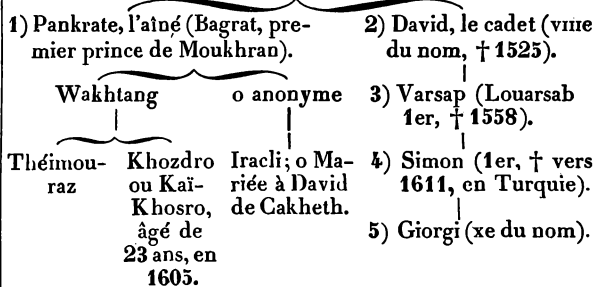 1) Pankrate, l'aîné (Bagrat, pre-
mier prince de Moukhran).
2) David, le cadet (VIIIe
du nom, † 1525).
Wakhtang
o anonyme
3) Varsap (Louarsab
1er, † 1558).
Théimou-
raz
Khozdro
ou Kaï-
Khosro,
âgé de
23 ans, en
1605.
Iracli; o Ma-
riée à David
de Cakheth.
4) Simon (1er, † vers
1611, en Turquie).
5) Giorgi (xe du nom).